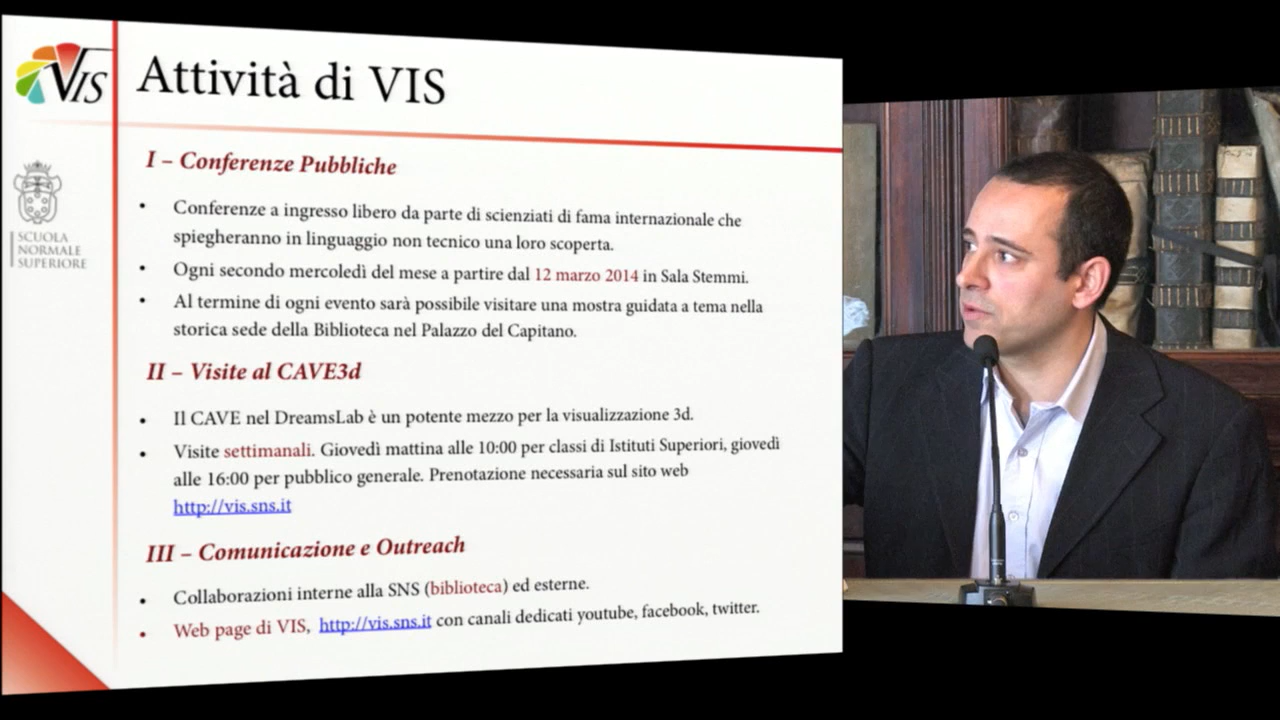 VIS
Attività di VIS
SCUOLA
NORMALE
SUPERIORE
I – Conferenze Pubbliche
• Conferenze a ingresso libero da parte di scienziati di fama internazionale che
spiegheranno in linguaggio non tecnico una loro scoperta.
• Ogni secondo mercoledì del mese a partire dal 12 marzo 2014 in Sala Stemmi.
• Al termine di ogni evento sarà possibile visitare una mostra guidata a tema nella
storica sede della Biblioteca nel Palazzo del Capitano.
II – Visite al CAVE3d
• Il CAVE nel DreamsLab è un potente mezzo per la visualizzazione 3d.
• Visite settimanali. Giovedì mattina alle 10:00 per classi di Istituti Superiori, giovedì
alle 16:00 per pubblico generale. Prenotazione necessaria sul sito web
http://vis.sns.it
III – Comunicazione e Outreach
• Collaborazioni interne alla SNS (biblioteca) ed esterne.
• Web page di VIS, http://vis.sns.it con canali dedicati youtube, facebook, twitter.